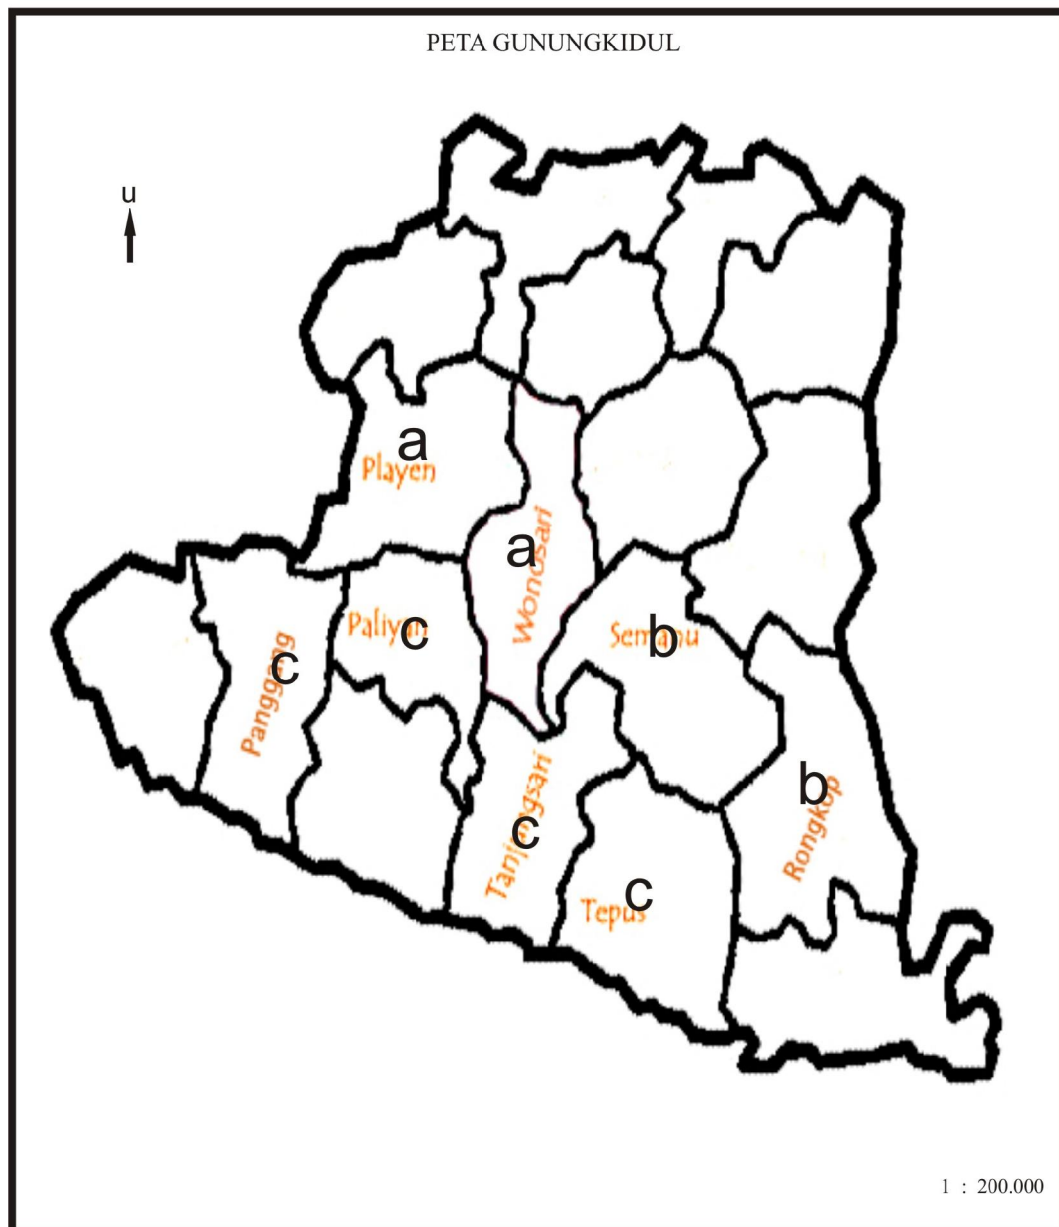 PETA GUNUNGKIDUL
u
a
Playen
a
Wonosari
Paliyan
c
Semanu
b
c
Panggang
b
Rongkop
c
Tanjungsari
c
Tepus
1 : 200.000